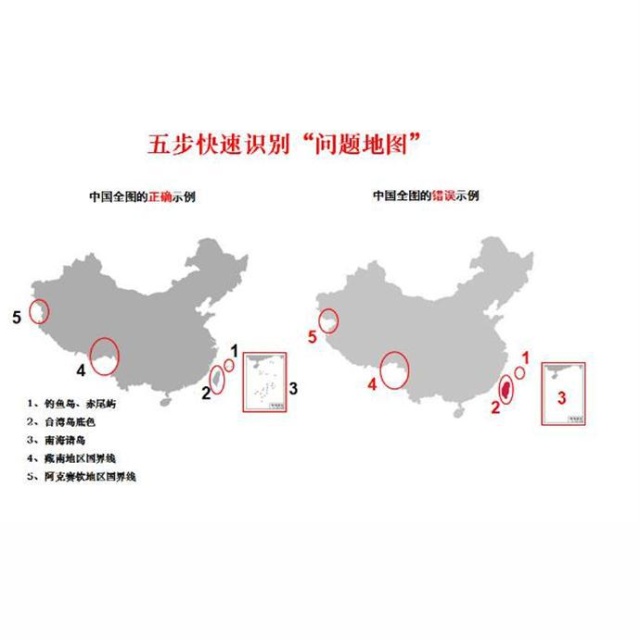 五步快速识别“问题地图”
中国全图的正确示例
中国全图的错误示例
5
4
1
2
3
5
4
1
2
3
1、钓鱼岛、赤尾屿
2、台湾岛底色
3、南海诸岛
4、藏南地区国界线
5、阿克赛钦地区国界线